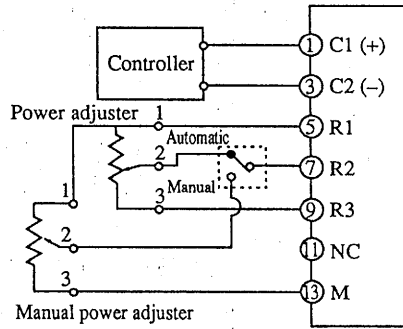 Controller
① C1 (+)
③ C2 (–)
Power adjuster
1
⑤ R1
Automatic
2
⑦ R2
Manual
1
3
⑨ R3
2
⑪ NC
3
⑬ M
Manual power adjuster